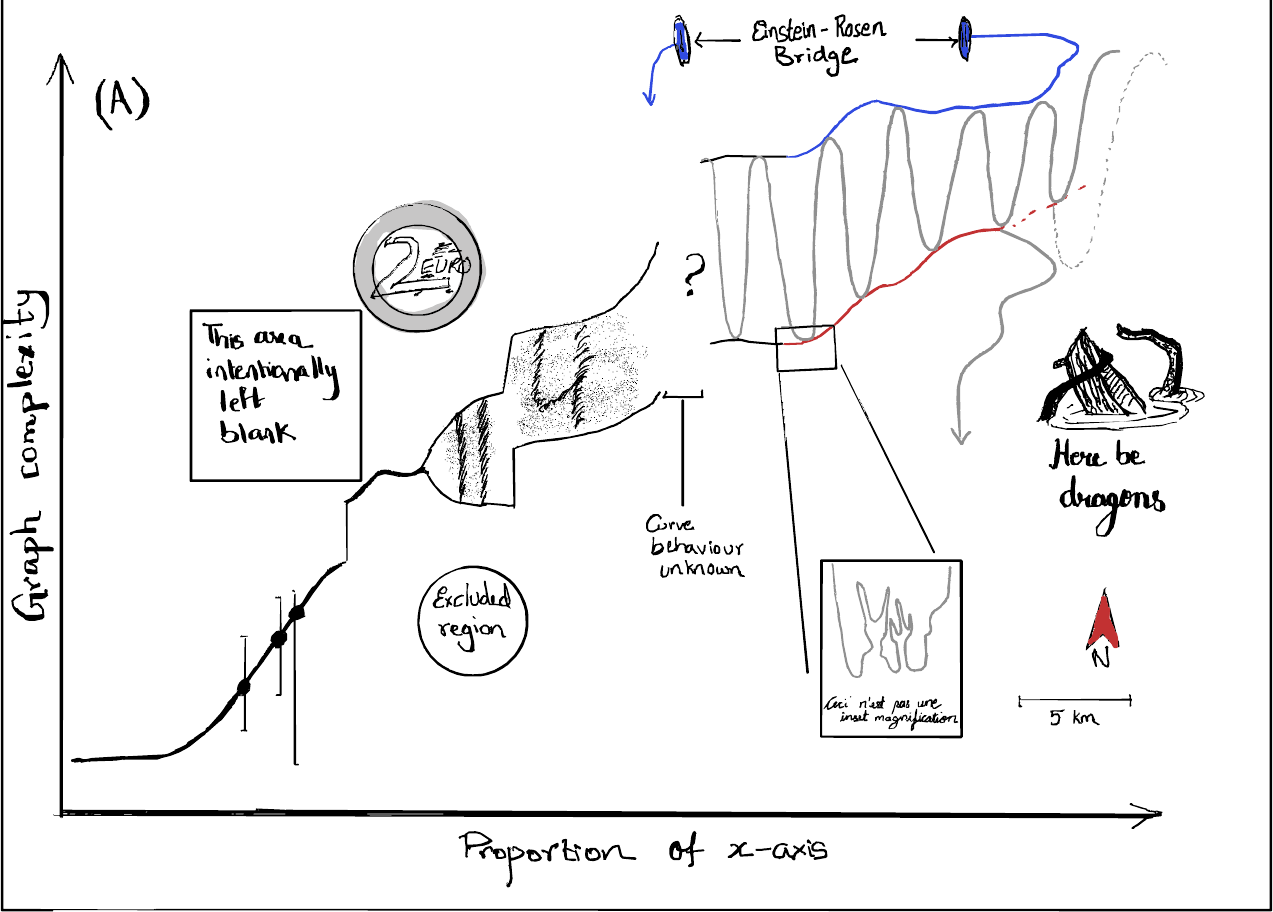 Einstein-Rosen
Bridge
(A)
2 EURO
?
This area
intentionally
left
blank
Graph complexity
Here be
dragons
Curve
behaviour
unknown
Excluded
region
N
Ceci n'est pas une
inset magnification
5 km
Proportion of x-axis